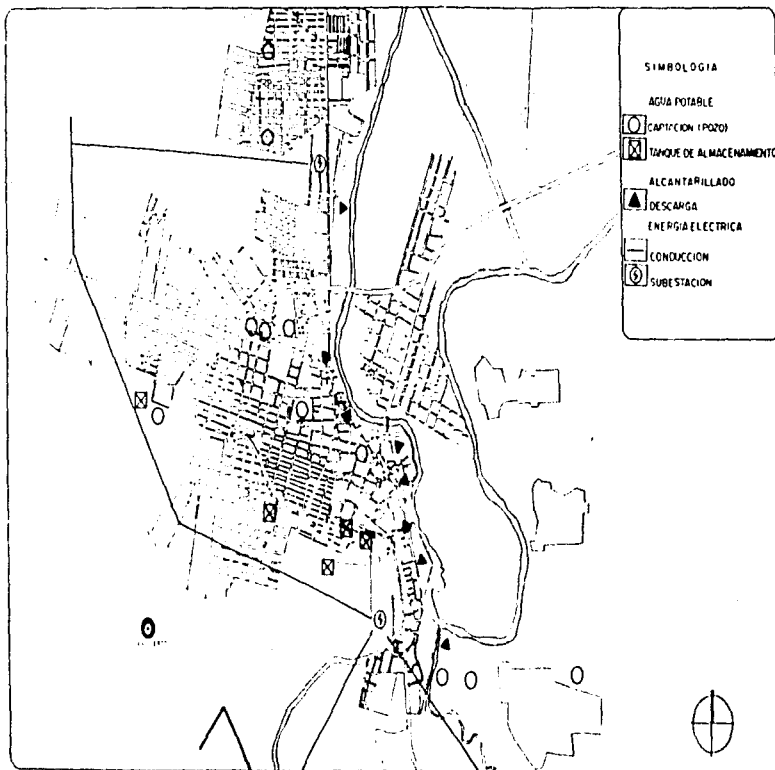 SIMBOLOGIA
AGUA POTABLE
CAPTACION (POZO)
TANQUE DE ALMACENAMIENTO
ALCANTARILLADO
DESCARGA
ENERGIA ELECTRICA
CONDUCCION
SUBESTACION